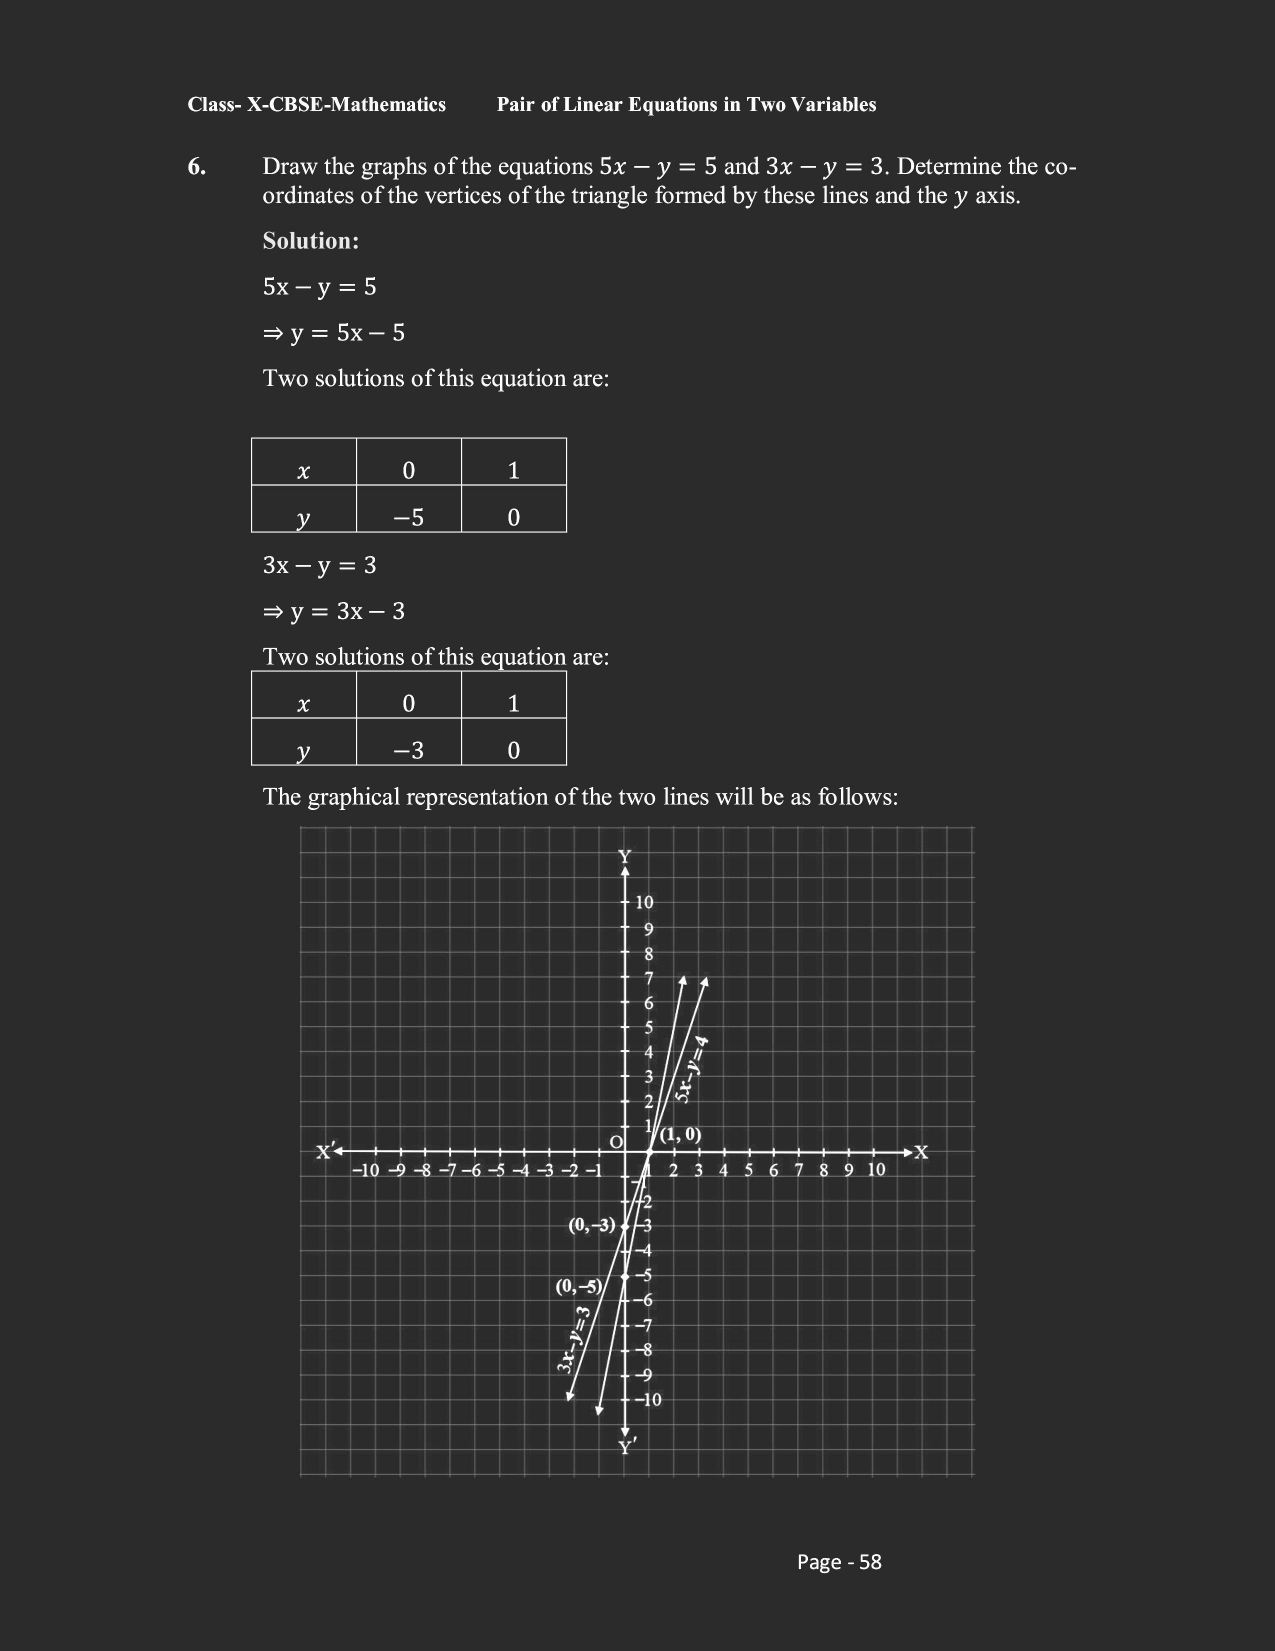 Class- X-CBSE-Mathematics Pair of Linear Equations in Two Variables
6. Draw the graphs of the equations 5𝑥 − 𝑦 = 5 and 3𝑥 − 𝑦 = 3. Determine the co-
ordinates of the vertices of the triangle formed by these lines and the 𝑦 axis.
Solution:
5x − y = 5
⇒ y = 5x − 5
Two solutions of this equation are:
𝑥 0 1
𝑦 −5 0
3x − y = 3
⇒ y = 3x − 3
Two solutions of this equation are:
𝑥 0 1
𝑦 −3 0
The graphical representation of the two lines will be as follows:
Y
10
9
8
7
6
5
4
3
2
1
5x–y=4
(1, 0)
O
X′ X
–10 –9 –8 –7 –6 –5 –4 –3 –2 –1 1 2 3 4 5 6 7 8 9 10
–1
–2
(0,–3) –3
–4
–5
(0,–5)
–6
3x–y=3
–7
–8
–9
–10
Y′
Page - 58